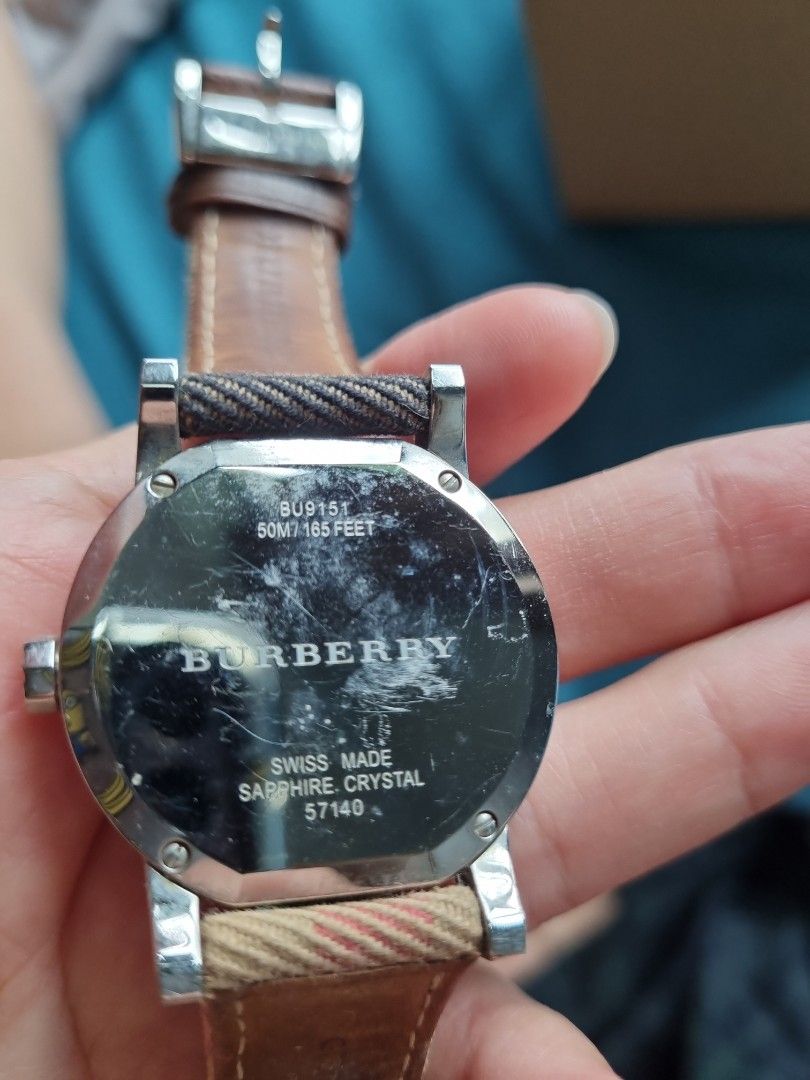 BU9151
50M / 165 FEET
BURBERRY
SWISS MADE
SAPPHIRE CRYSTAL
57140